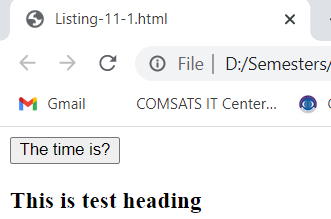 Listing-11-1.html
File | D:/Semesters/
Gmail COMSATS IT Center...
The time is?
This is test heading